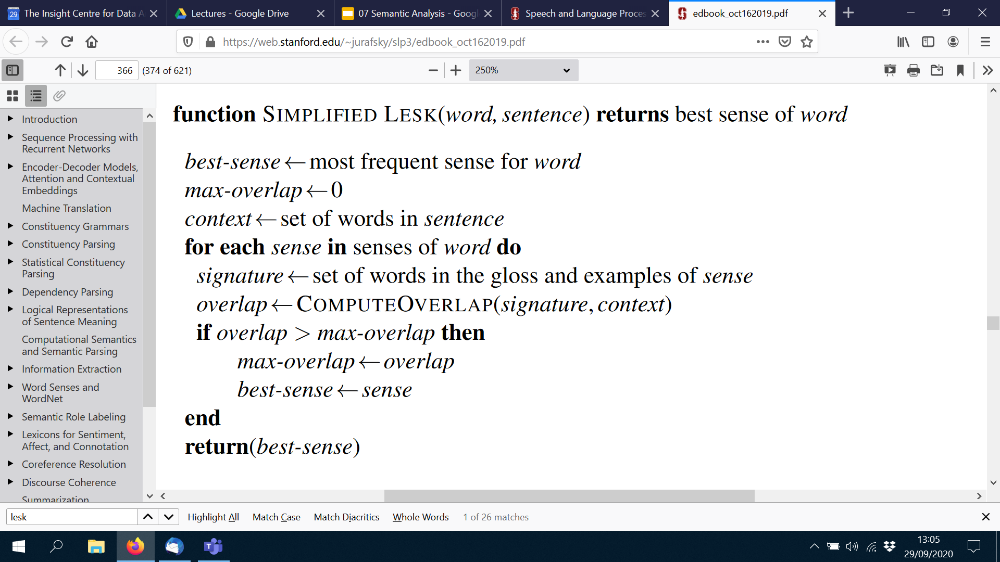 The Insight Centre for Data A
Lectures - Google Drive
07 Semantic Analysis - Googl
Speech and Language Proces
edbook_oct162019.pdf
https://web.stanford.edu/~jurafsky/slp3/edbook_oct162019.pdf
366 (374 of 621)
250%
Introduction
Sequence Processing with
Recurrent Networks
Encoder-Decoder Models,
Attention and Contextual
Embeddings
Machine Translation
Constituency Grammars
Constituency Parsing
Statistical Constituency
Parsing
Dependency Parsing
Logical Representations
of Sentence Meaning
Computational Semantics
and Semantic Parsing
Information Extraction
Word Senses and
WordNet
Semantic Role Labeling
Lexicons for Sentiment,
Affect, and Connotation
Coreference Resolution
Discourse Coherence
Summarization
function SIMPLIFIED LESK(word, sentence) returns best sense of word
best-sense ← most frequent sense for word
max-overlap ← 0
context ← set of words in sentence
for each sense in senses of word do
signature ← set of words in the gloss and examples of sense
overlap ← COMPUTEOVERLAP(signature, context)
if overlap > max-overlap then
max-overlap ← overlap
best-sense ← sense
end
return(best-sense)
lesk
Highlight All Match Case Match Diacritics Whole Words 1 of 26 matches
13:05
29/09/2020